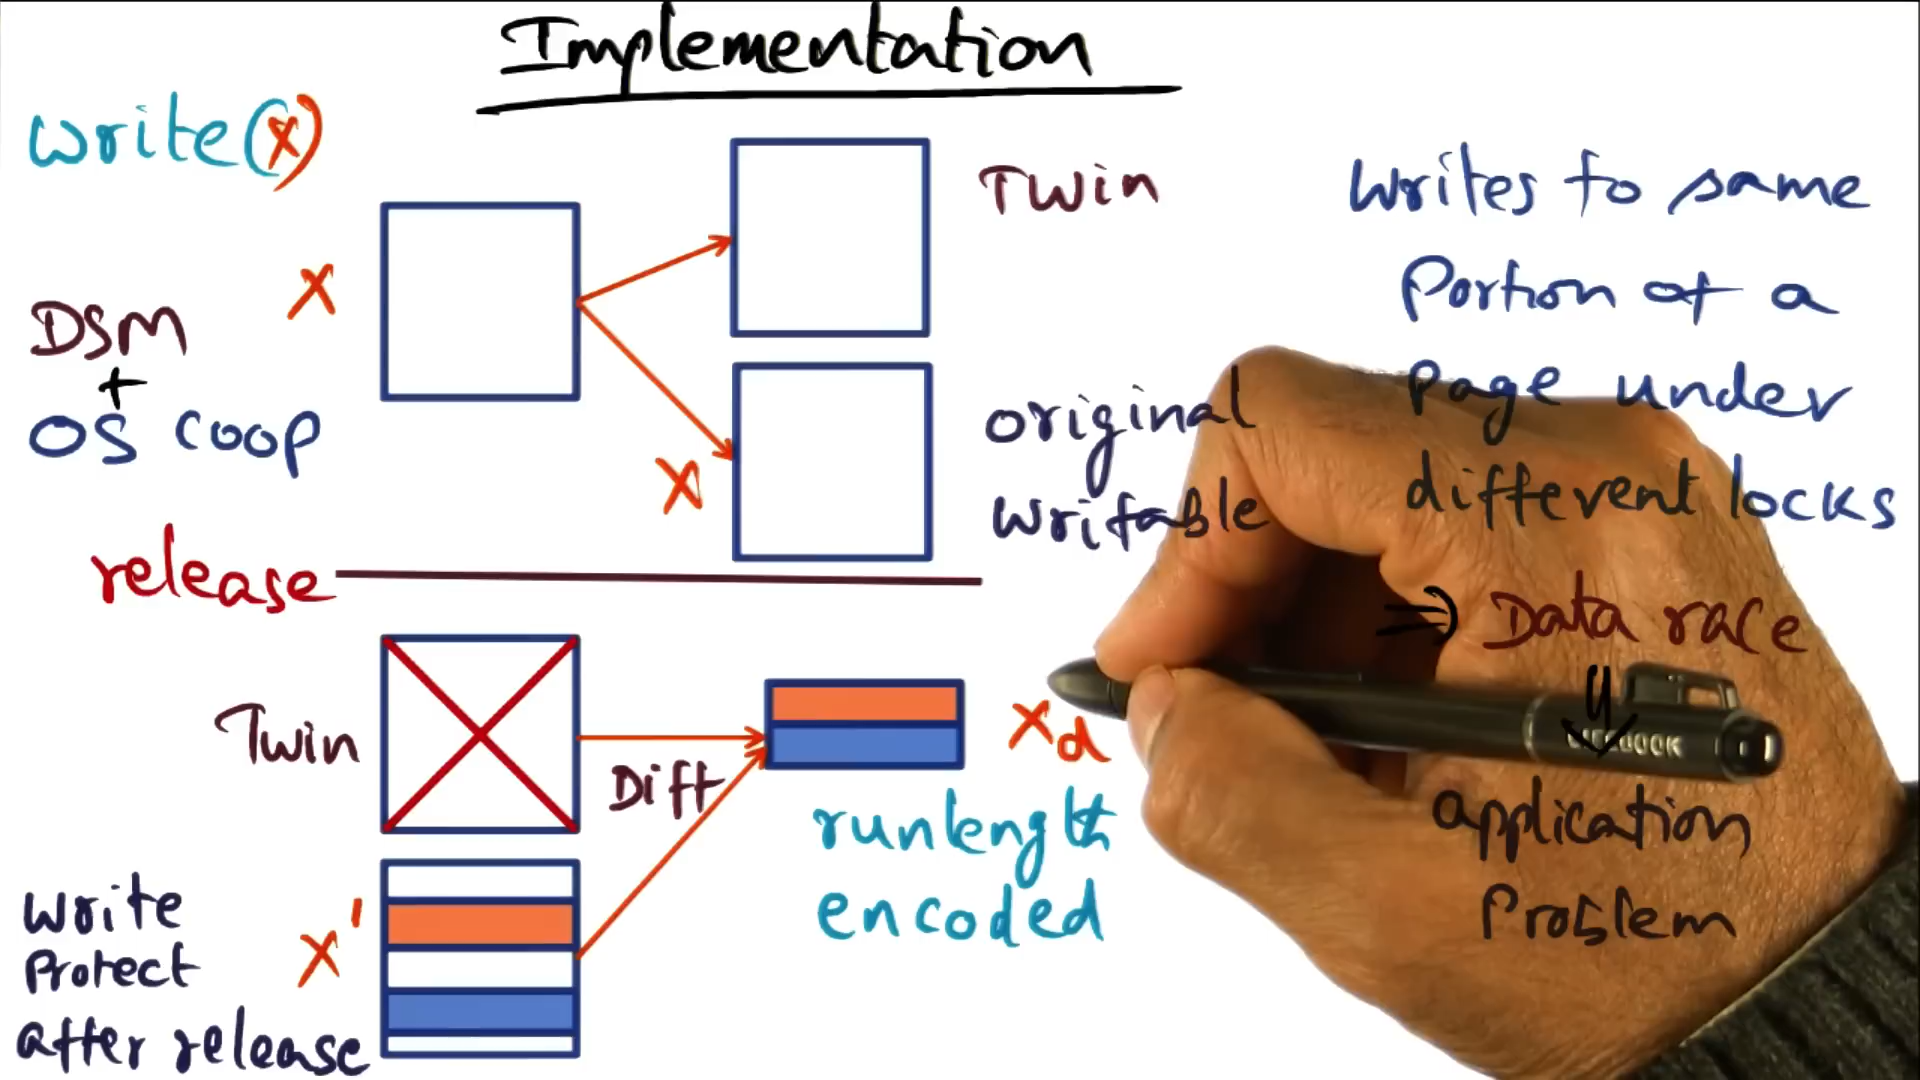 Implementation
write(x)
Twin
x
DSM
+
OS coop
original
writable
x
writes to same
Portion of a
page under
different locks
⇒ Data race
application
Problem
release
Twin
Diff
xd
runlength
encoded
write
Protect
after release
x'